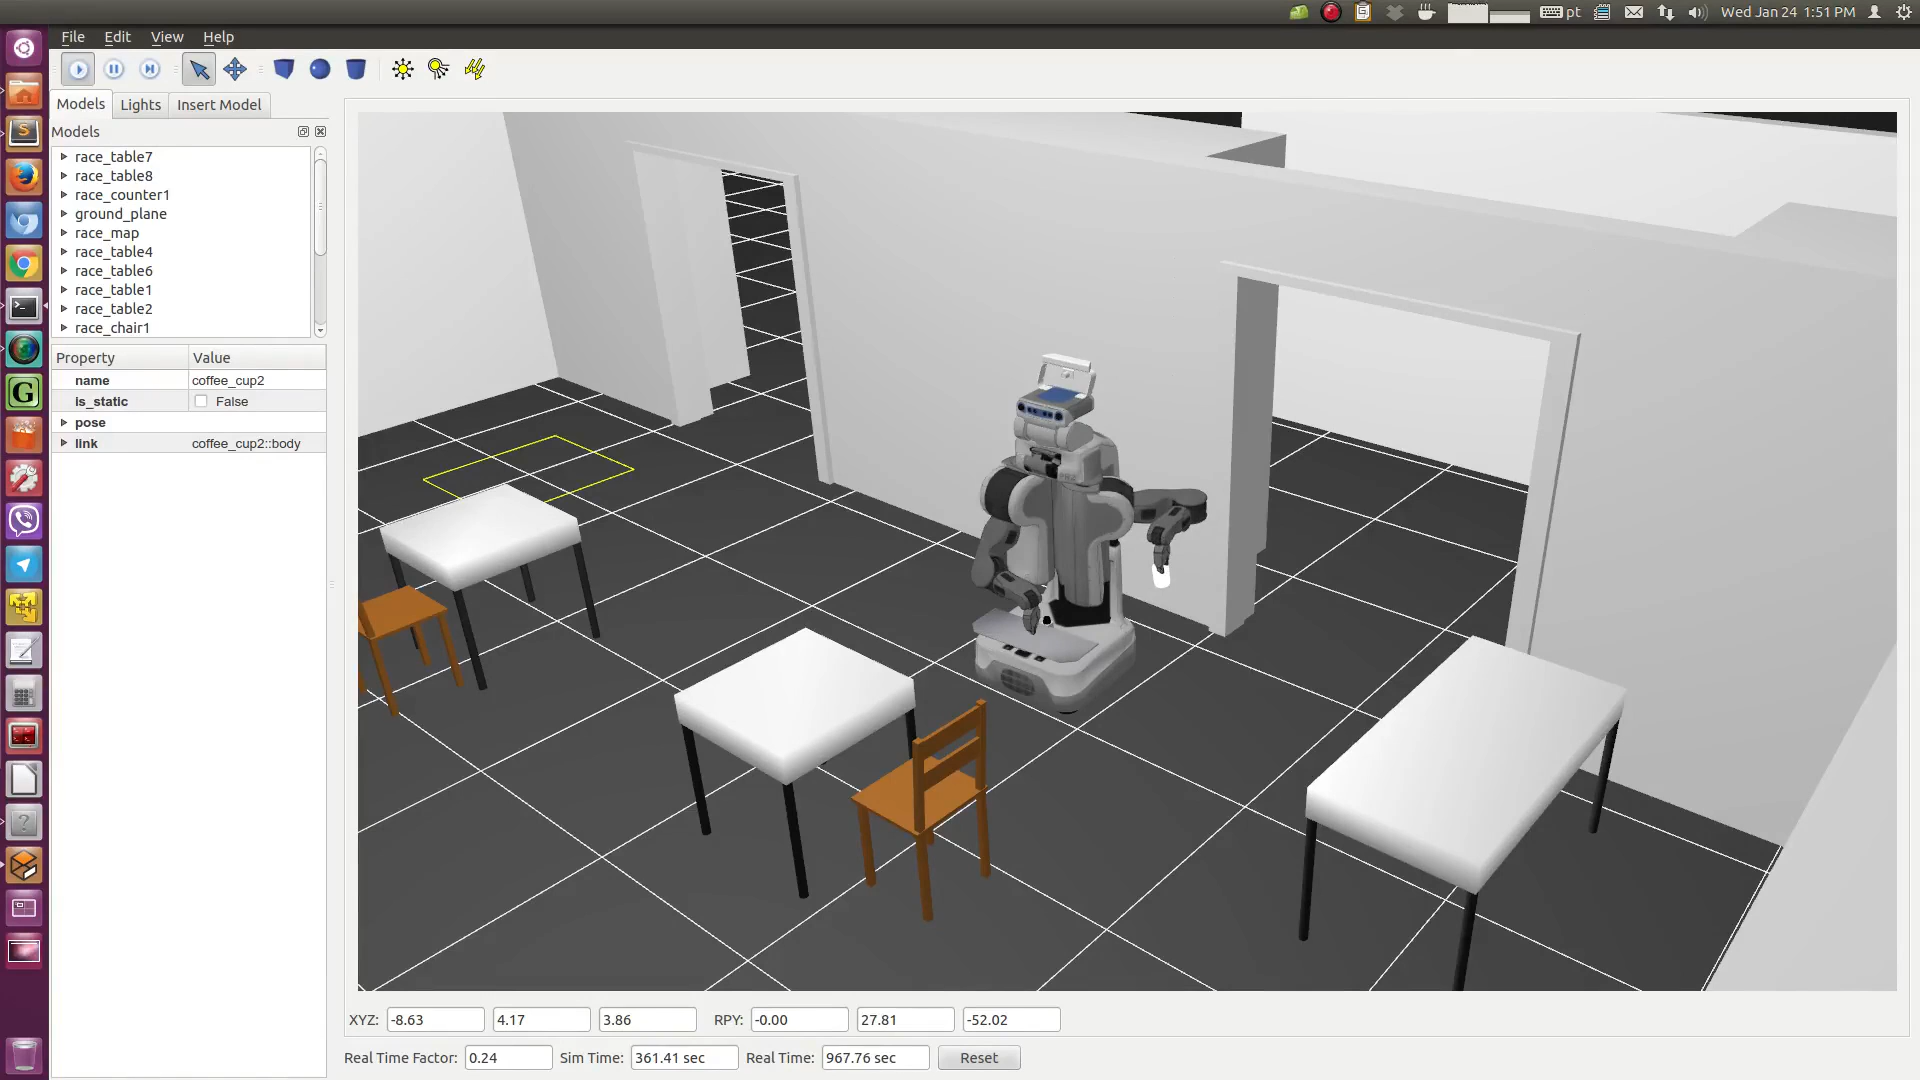 pt
Wed Jan 24 1:51 PM
File Edit View Help
Models Lights Insert Model
Models
race_table7
race_table8
race_counter1
ground_plane
race_map
race_table4
race_table6
race_table1
race_table2
race_chair1
Property Value
name coffee_cup2
is_static False
pose
link coffee_cup2::body
XYZ: -8.63 4.17 3.86 RPY: -0.00 27.81 -52.02
Real Time Factor: 0.24 Sim Time: 361.41 sec Real Time: 967.76 sec Reset